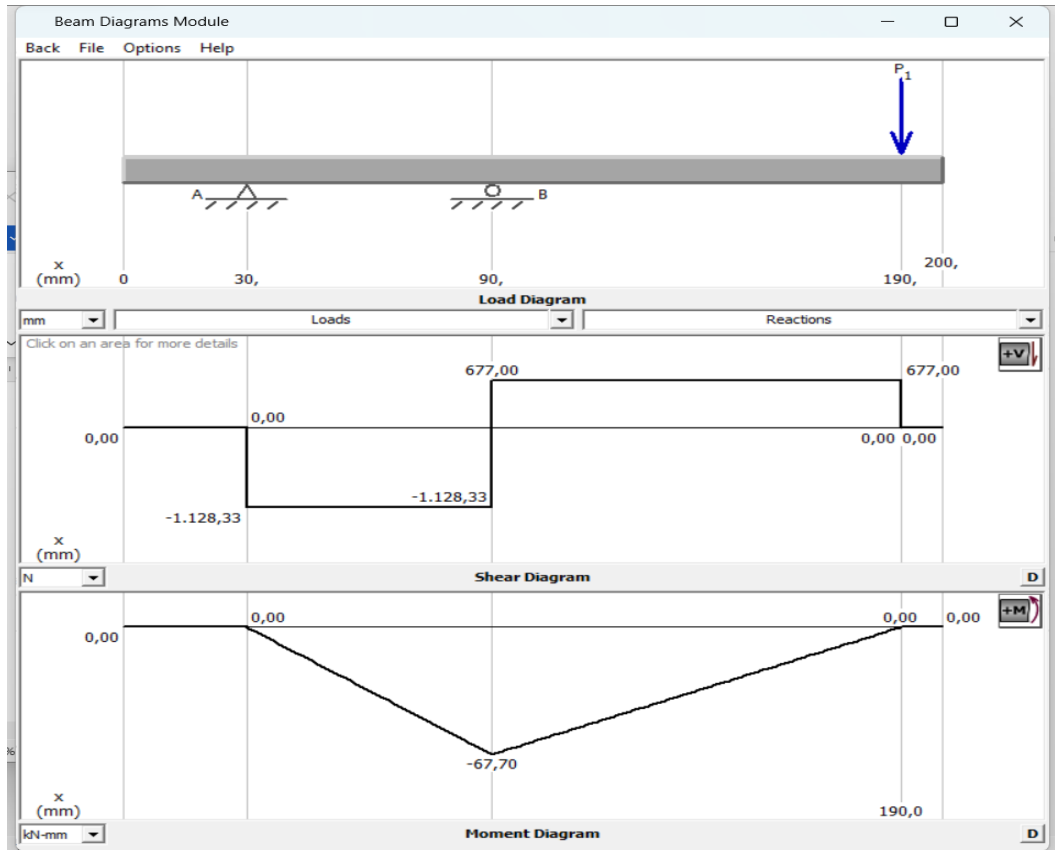 Beam Diagrams Module
Back File Options Help
P1
A
B
x
(mm) 0 30, 90, 190, 200,
Load Diagram
mm Loads Reactions
Click on an area for more details
+V
677,00 677,00
0,00
0,00 0,00 0,00
-1.128,33
-1.128,33
x
(mm)
N Shear Diagram D
+M
0,00 0,00 0,00
0,00
-67,70
x
(mm) 190,0
kN-mm Moment Diagram D
%